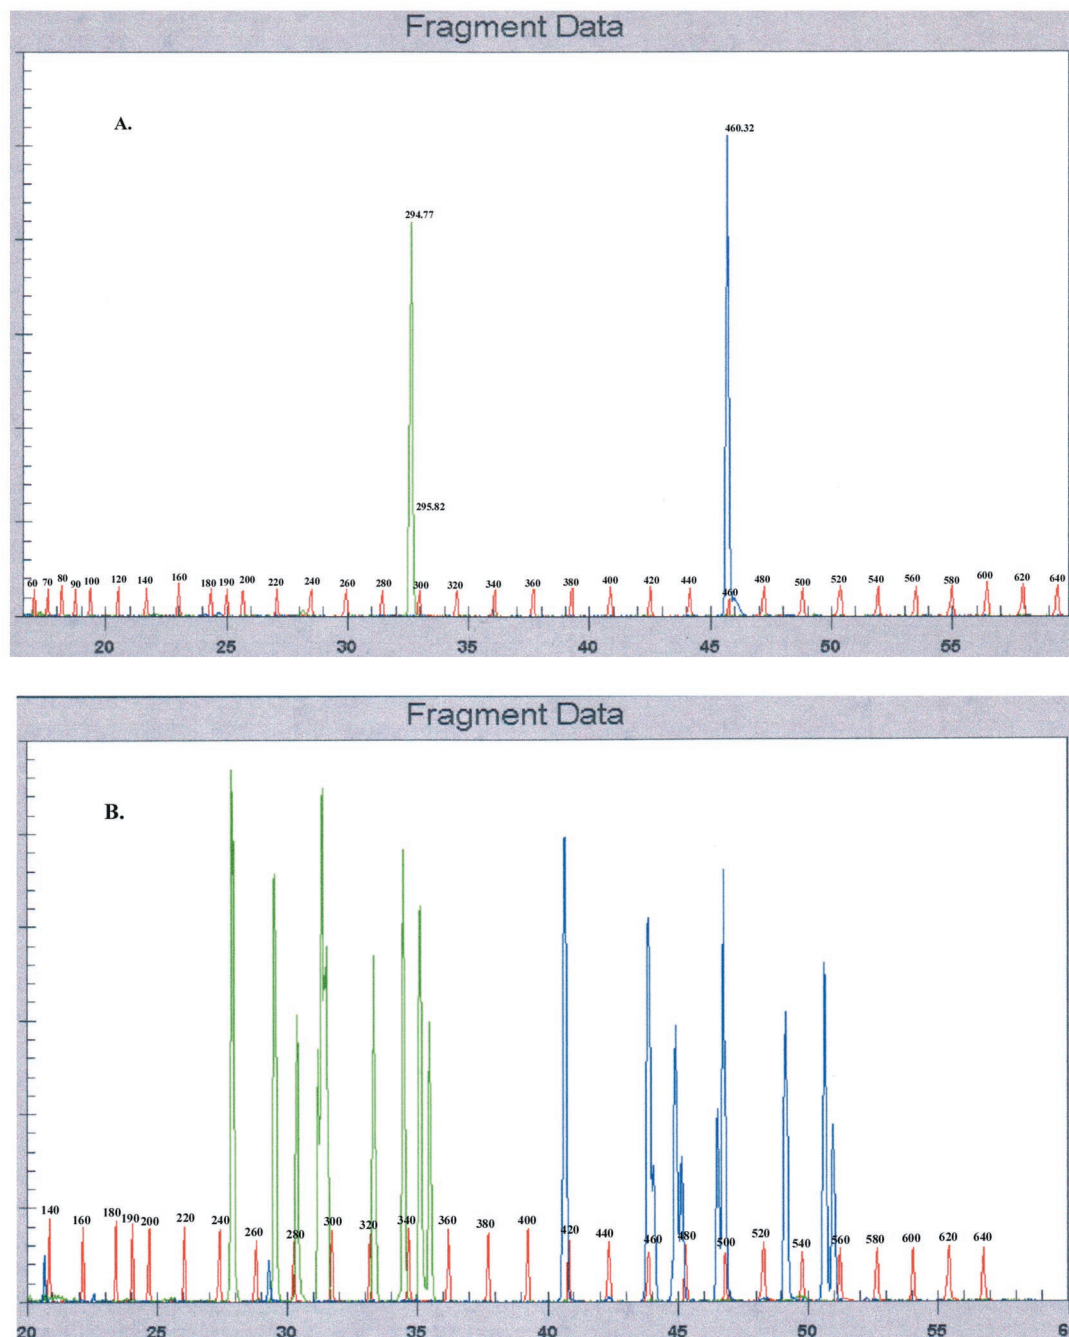 Fragment Data
A.
460.32
294.77
295.82
60 70 80 90 100 120 140 160 180 190 200 220 240 260 280 300 320 340 360 380 400 420 440 460 480 500 520 540 560 580 600 620 640
20 25 30 35 40 45 50 55
Fragment Data
B.
140 160 180 190 200 220 240 260 280 300 320 340 360 380 400 420 440 460 480 500 520 540 560 580 600 620 640
20 25 30 35 40 45 50 55 6